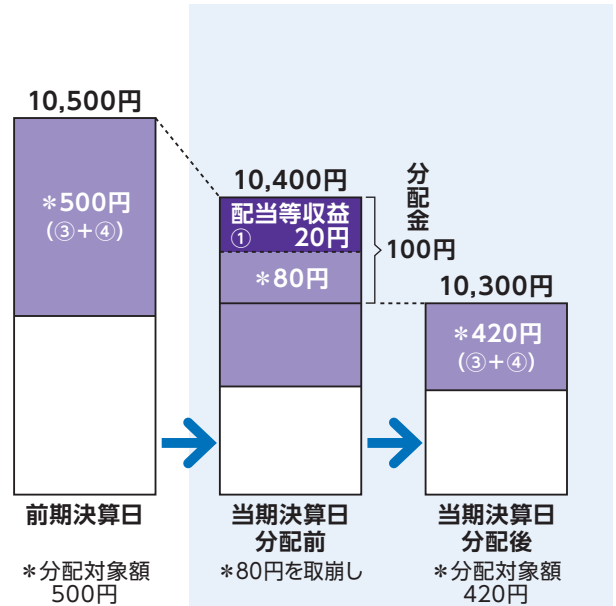 10,500円
＊500円
(③＋④)
前期決算日
＊分配対象額
500円
10,400円
配当等収益
① 20円
＊80円
分配金
100円
当期決算日
分配前
＊80円を取崩し
10,300円
＊420円
(③＋④)
当期決算日
分配後
＊分配対象額
420円